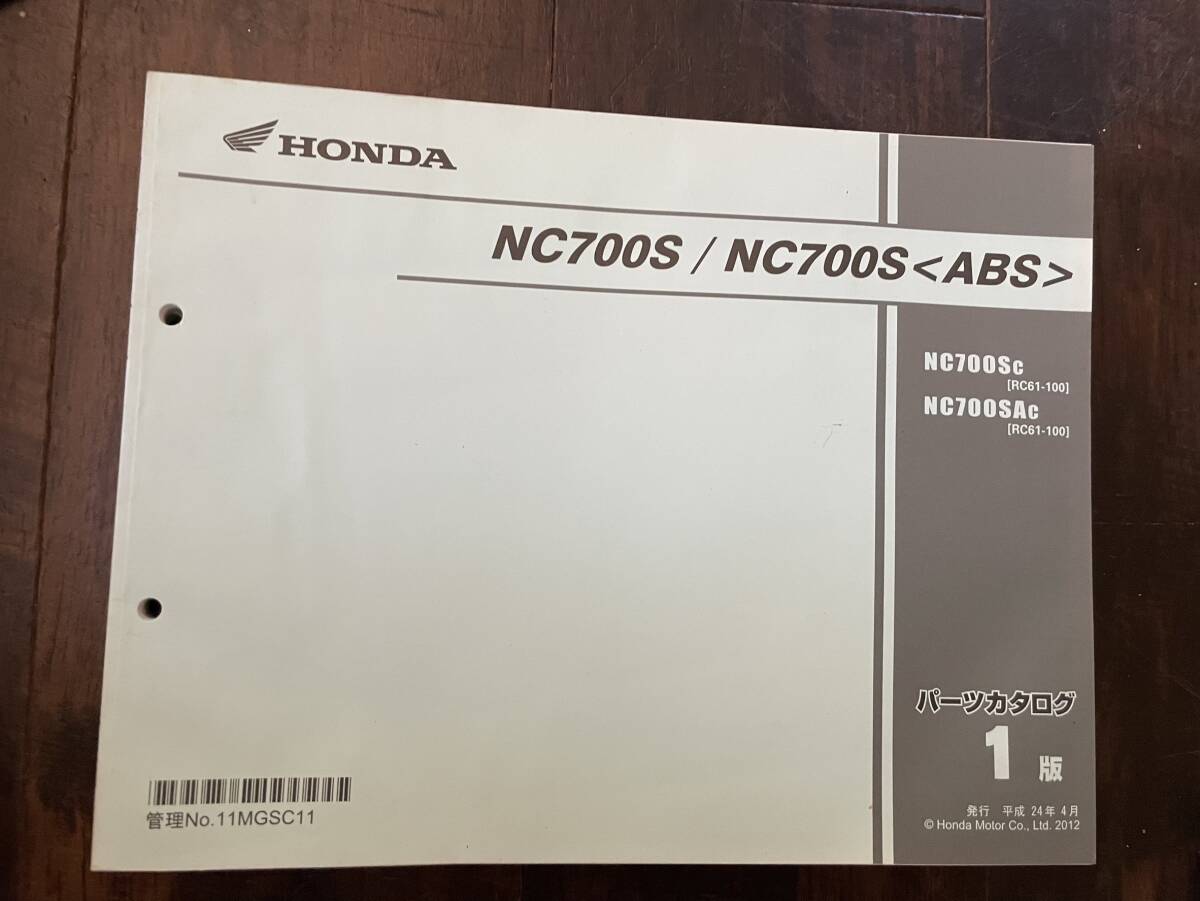 HONDA
NC700S / NC700S<ABS>
NC700SC
[RC61-100]
NC700SAC
[RC61-100]
パーツカタログ
1 版
発行 平成 24年 4月
© Honda Motor Co., Ltd. 2012
管理No.11MGSC11